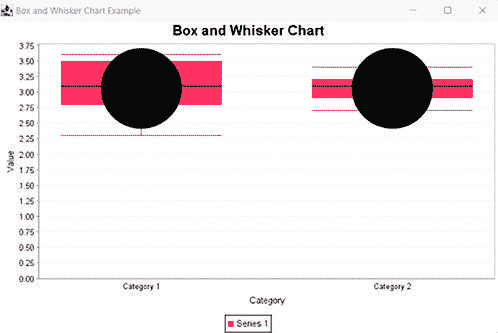 Box and Whisker Chart Example
Box and Whisker Chart
3.75
3.50
3.25
3.00
2.75
2.50
2.25
2.00
1.75
1.50
1.25
1.00
0.75
0.50
0.25
0.00
Value
Category 1
Category 2
Category
Series 1